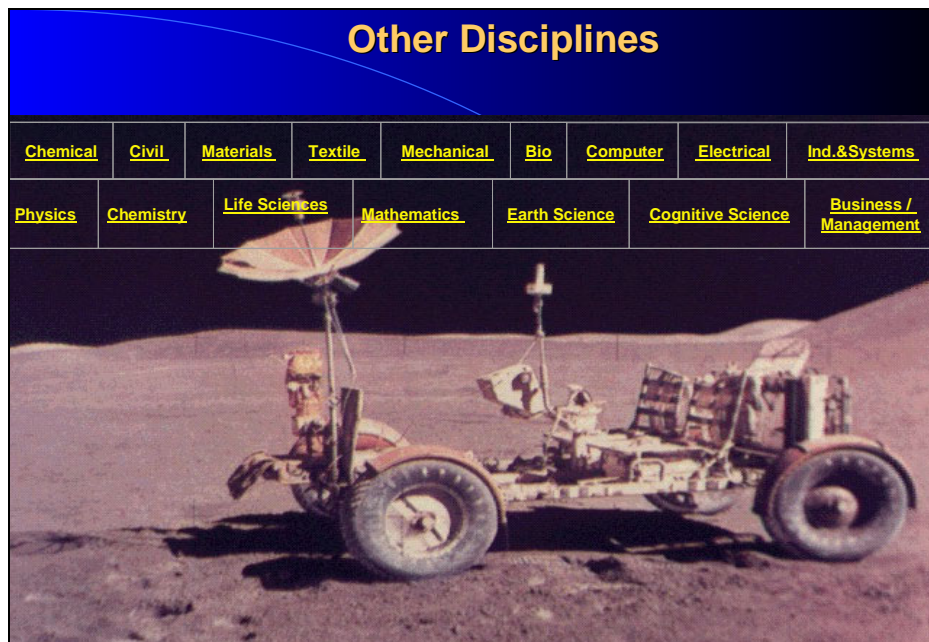 Other Disciplines
Chemical Civil Materials Textile Mechanical Bio Computer Electrical Ind.&Systems
Physics Chemistry Life Sciences Mathematics Earth Science Cognitive Science Business / Management